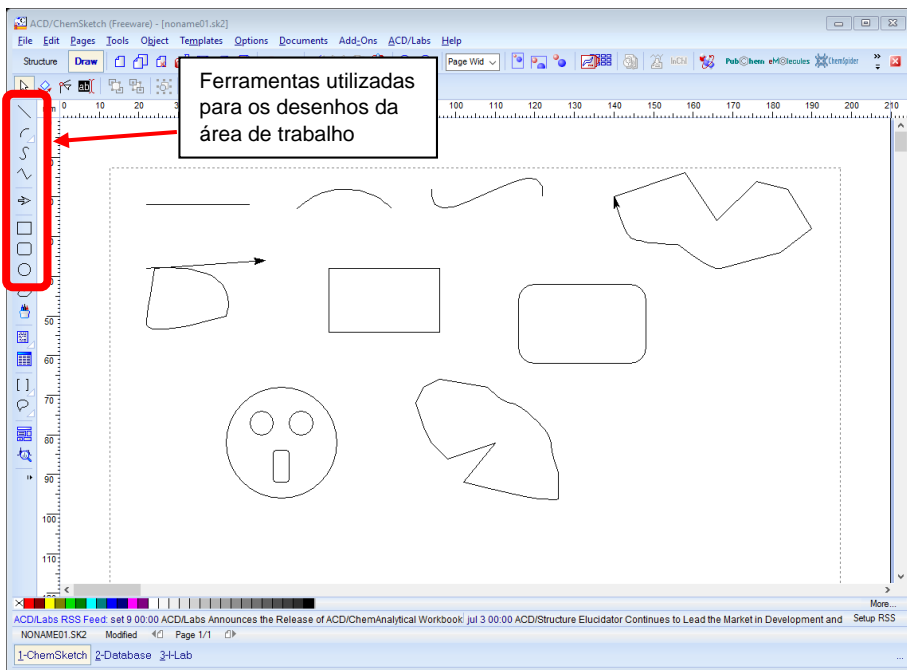 ACD/ChemSketch (Freeware) - [noname01.sk2]
File Edit Pages Tools Object Templates Options Documents Add-Ons ACD/Labs Help
Structure Draw Page Wid InChI PubChem eMolecules ChemSpider
Ferramentas utilizadas
para os desenhos da
área de trabalho
0 10 20 100 110 120 130 140 150 160 170 180 190 200 210
50
60
70
80
90
100
110
More...
ACD/Labs RSS Feed: set 9 00:00 ACD/Labs Announces the Release of ACD/ChemAnalytical Workbook jul 3 00:00 ACD/Structure Elucidator Continues to Lead the Market in Development and Setup RSS
NONAME01.SK2 Modified Page 1/1
1-ChemSketch 2-Database 3-I-Lab